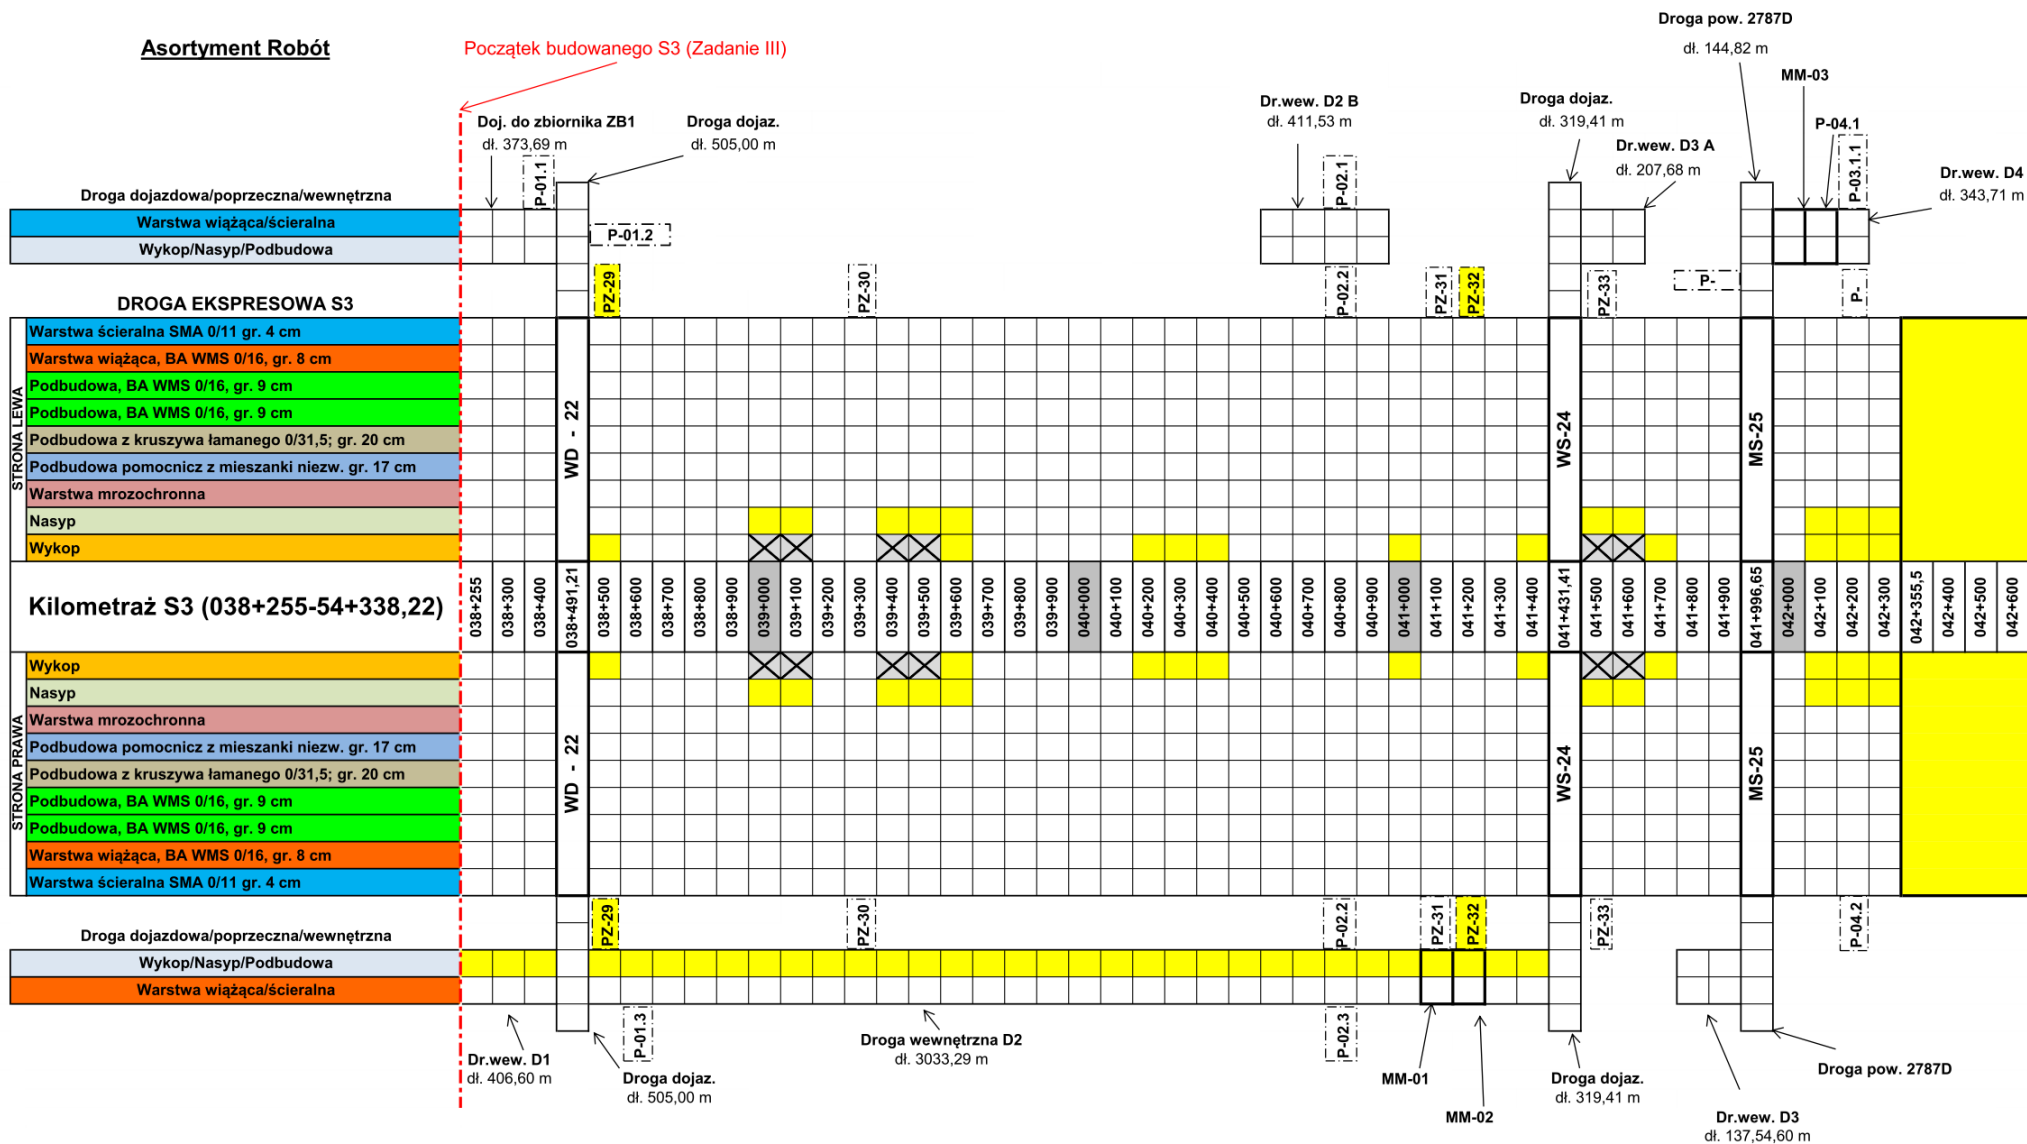 Droga pow. 2787D
dł. 144,82 m
Asortyment Robót
Początek budowanego S3 (Zadanie III)
MM-03
Dr.wew. D2 B
dł. 411,53 m
Droga dojaz.
dł. 319,41 m
Doj. do zbiornika ZB1
dł. 373,69 m
Droga dojaz.
dł. 505,00 m
P-04.1
Dr.wew. D3 A
dł. 207,68 m
Dr.wew. D4
dł. 343,71 m
P-01.1
P-02.1
P-03.1.1
Droga dojazdowa/poprzeczna/wewnętrzna
Warstwa wiążąca/ścieralna
P-01.2
Wykop/Nasyp/Podbudowa
PZ-29
PZ-30
P-02.2
PZ-31
PZ-32
PZ-33
P-
P-
DROGA EKSPRESOWA S3
STRONA LEWA
Warstwa ścieralna SMA 0/11 gr. 4 cm
Warstwa wiążąca, BA WMS 0/16, gr. 8 cm
Podbudowa, BA WMS 0/16, gr. 9 cm
Podbudowa, BA WMS 0/16, gr. 9 cm
Podbudowa z kruszywa łamanego 0/31,5; gr. 20 cm
Podbudowa pomocnicz z mieszanki niezw. gr. 17 cm
Warstwa mrozochronna
Nasyp
Wykop
WD - 22
WS-24
MS-25
Kilometraż S3 (038+255-54+338,22)
038+255
038+300
038+400
038+491,21
038+500
038+600
038+700
038+800
038+900
039+000
039+100
039+200
039+300
039+400
039+500
039+600
039+700
039+800
039+900
040+000
040+100
040+200
040+300
040+400
040+500
040+600
040+700
040+800
040+900
041+000
041+100
041+200
041+300
041+400
041+431,41
041+500
041+600
041+700
041+800
041+900
041+996,65
042+000
042+100
042+200
042+300
042+355,5
042+400
042+500
042+600
STRONA PRAWA
Wykop
Nasyp
Warstwa mrozochronna
Podbudowa pomocnicz z mieszanki niezw. gr. 17 cm
Podbudowa z kruszywa łamanego 0/31,5; gr. 20 cm
Podbudowa, BA WMS 0/16, gr. 9 cm
Podbudowa, BA WMS 0/16, gr. 9 cm
Warstwa wiążąca, BA WMS 0/16, gr. 8 cm
Warstwa ścieralna SMA 0/11 gr. 4 cm
WD - 22
WS-24
MS-25
PZ-29
PZ-30
P-02.2
PZ-31
PZ-32
PZ-33
P-04.2
Droga dojazdowa/poprzeczna/wewnętrzna
Wykop/Nasyp/Podbudowa
Warstwa wiążąca/ścieralna
P-01.3
P-02.3
Dr.wew. D1
dł. 406,60 m
Droga dojaz.
dł. 505,00 m
Droga wewnętrzna D2
dł. 3033,29 m
MM-01
MM-02
Droga dojaz.
dł. 319,41 m
Droga pow. 2787D
Dr.wew. D3
dł. 137,54,60 m